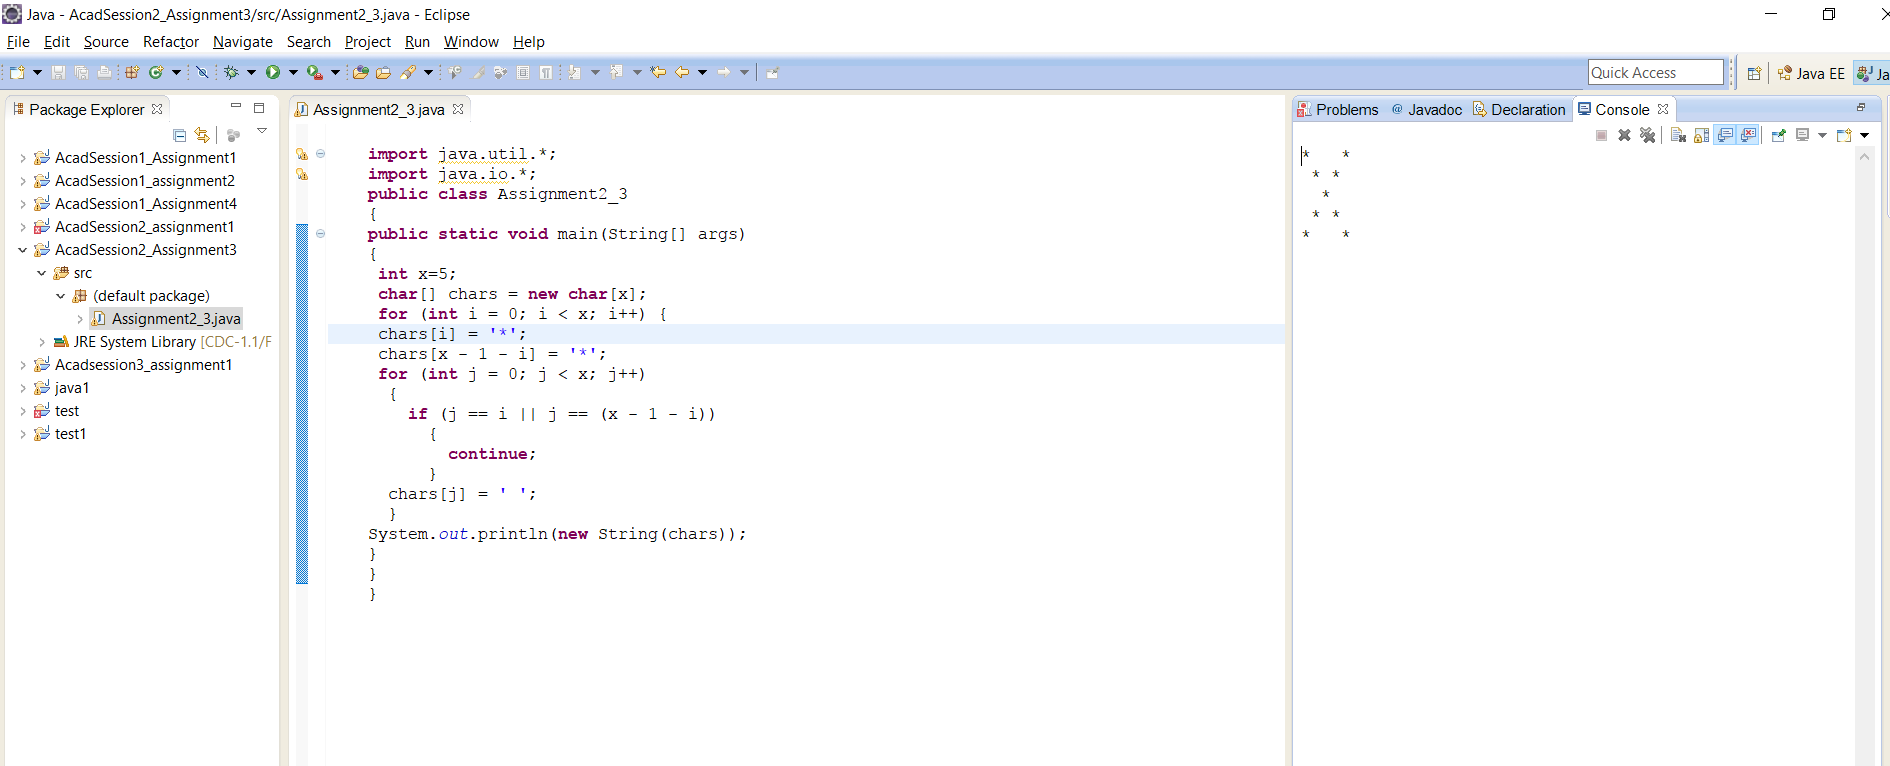 Java - AcadSession2_Assignment3/src/Assignment2_3.java - Eclipse
File Edit Source Refactor Navigate Search Project Run Window Help
Quick Access
Java EE
Ja
Package Explorer
AcadSession1_Assignment1
AcadSession1_assignment2
AcadSession1_Assignment4
AcadSession2_assignment1
AcadSession2_Assignment3
src
(default package)
Assignment2_3.java
JRE System Library [CDC-1.1/F
Acadsession3_assignment1
java1
test
test1
Assignment2_3.java
import java.util.*;
import java.io.*;
public class Assignment2_3
{
public static void main(String[] args)
{
int x=5;
char[] chars = new char[x];
for (int i = 0; i < x; i++) {
chars[i] = '*';
chars[x - 1 - i] = '*';
for (int j = 0; j < x; j++)
{
if (j == i || j == (x - 1 - i))
{
continue;
}
chars[j] = ' ';
}
System.out.println(new String(chars));
}
}
}
Problems @ Javadoc Declaration Console
*   *
 * *
  *
 * *
*   *